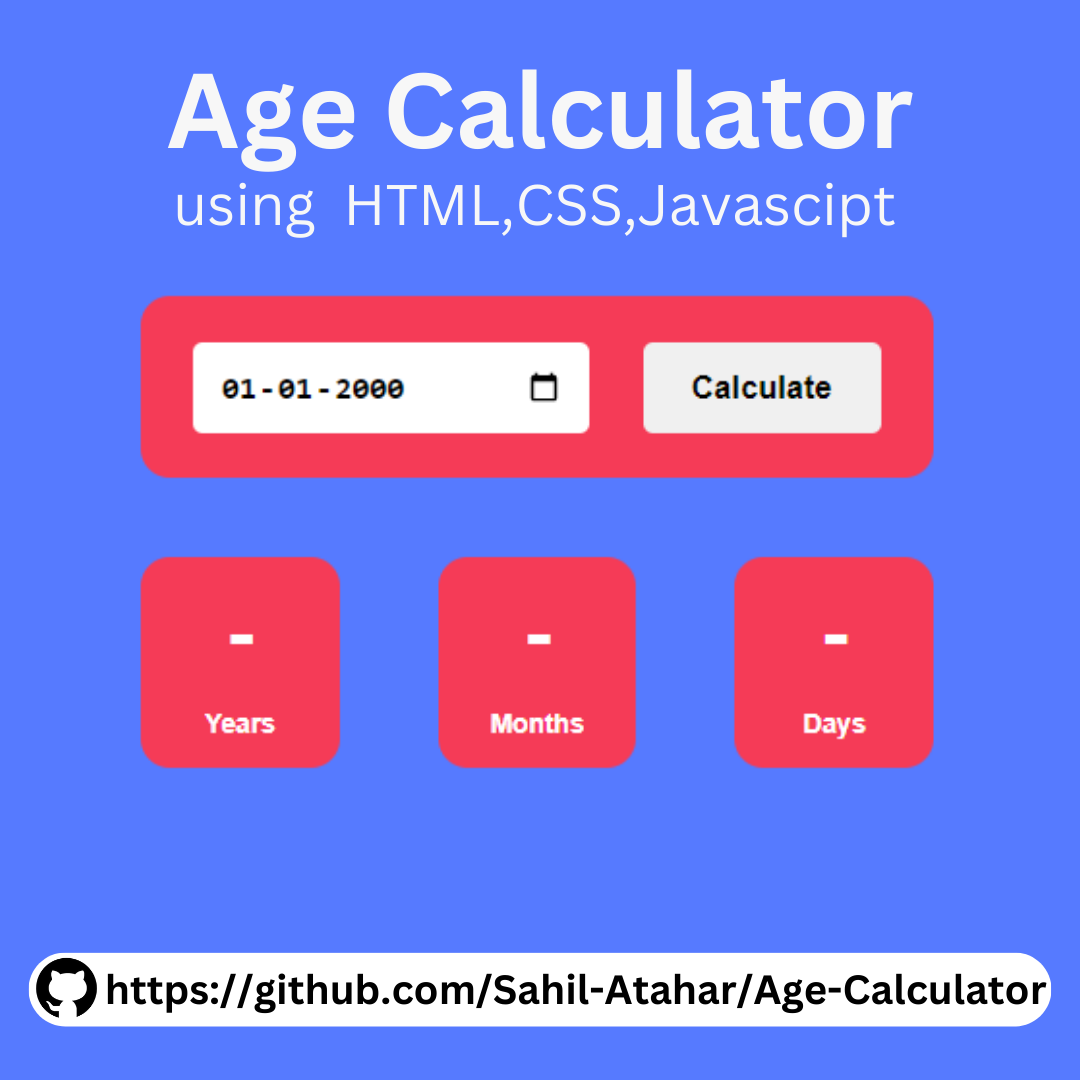 Age Calculator
using HTML,CSS,Javascipt
01-01-2000 Calculate
- - -
Years Months Days
https://github.com/Sahil-Atahar/Age-Calculator